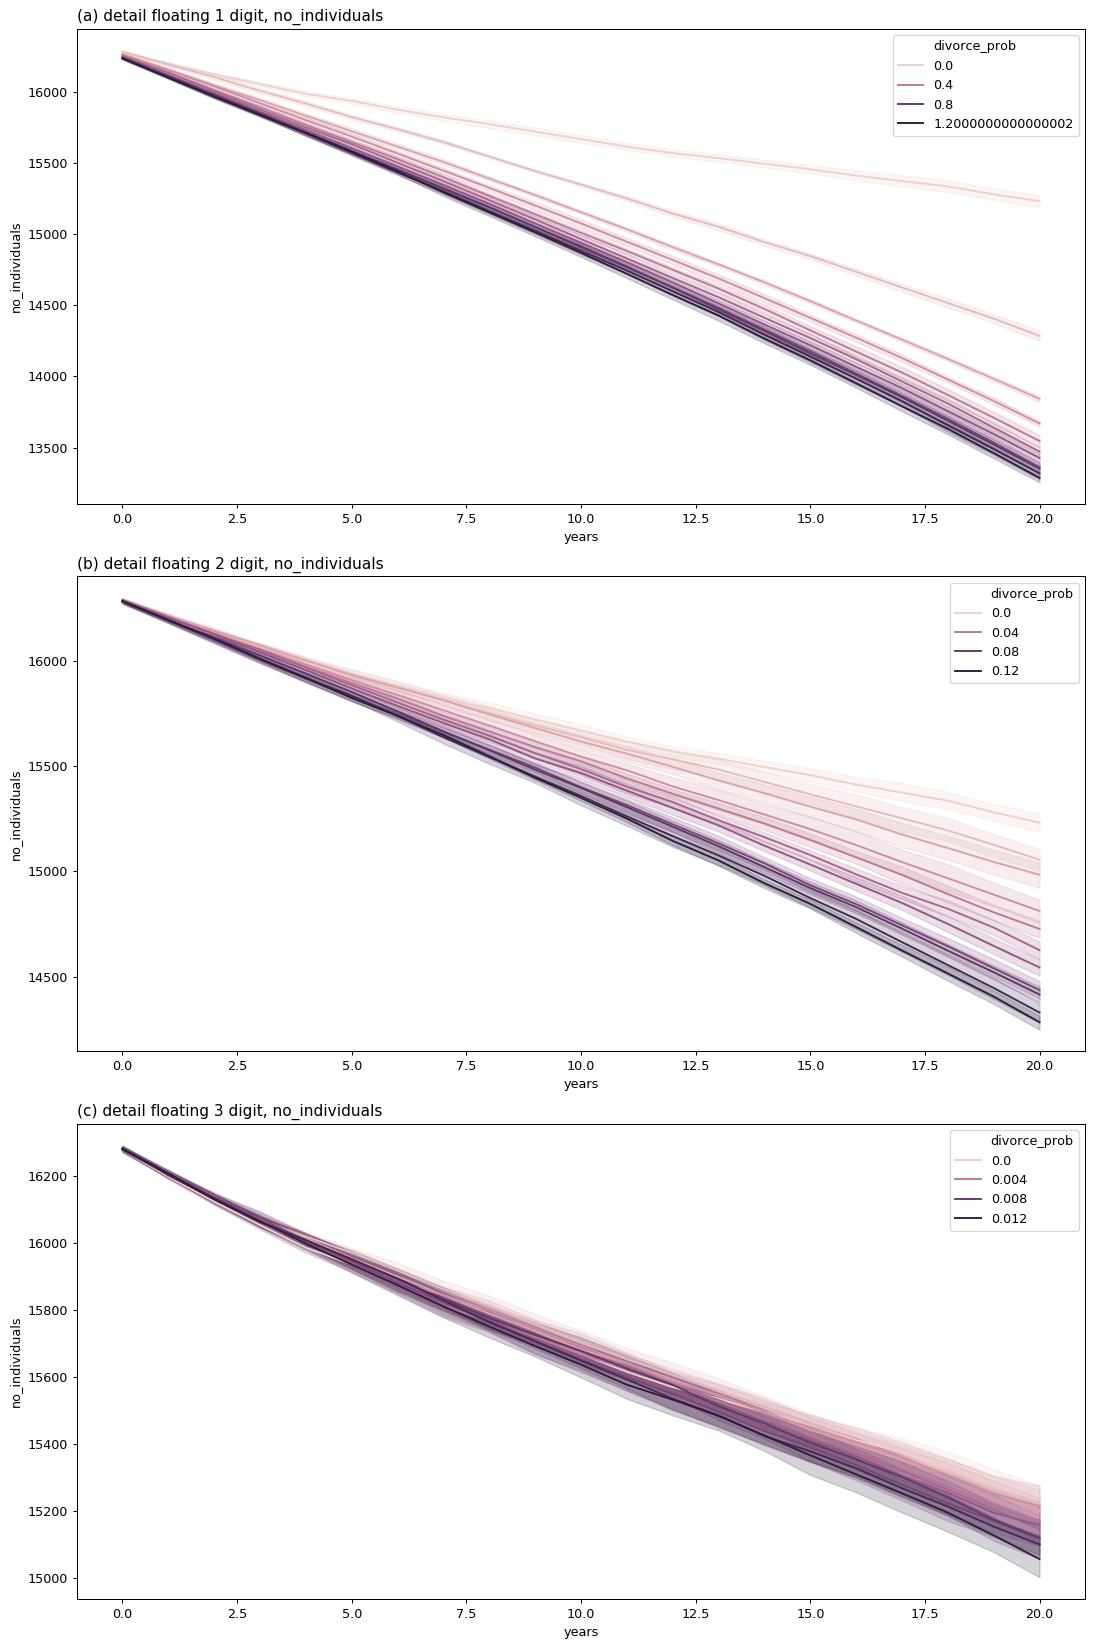 (a) detail floating 1 digit, no_individuals
divorce_prob
0.0
0.4
0.8
1.2000000000000002
16000
15500
15000
14500
14000
13500
no_individuals
0.0 2.5 5.0 7.5 10.0 12.5 15.0 17.5 20.0
years
(b) detail floating 2 digit, no_individuals
divorce_prob
0.0
0.04
0.08
0.12
16000
15500
15000
14500
no_individuals
0.0 2.5 5.0 7.5 10.0 12.5 15.0 17.5 20.0
years
(c) detail floating 3 digit, no_individuals
divorce_prob
0.0
0.004
0.008
0.012
16200
16000
15800
15600
15400
15200
15000
no_individuals
0.0 2.5 5.0 7.5 10.0 12.5 15.0 17.5 20.0
years